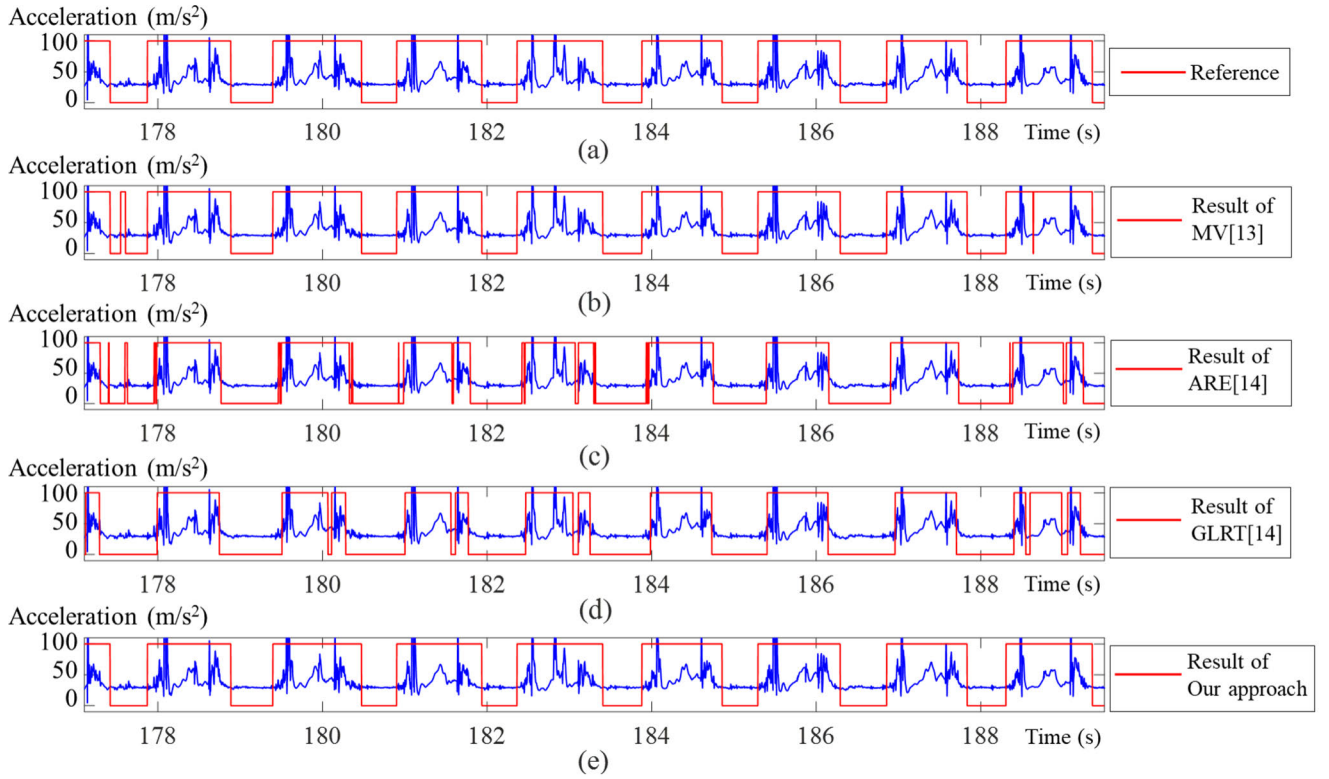 Acceleration (m/s²)
100
50
0
Reference
178 180 182 184 186 188 Time (s)
(a)
Acceleration (m/s²)
100
50
0
Result of
MV[13]
178 180 182 184 186 188 Time (s)
(b)
Acceleration (m/s²)
100
50
0
Result of
ARE[14]
178 180 182 184 186 188 Time (s)
(c)
Acceleration (m/s²)
100
50
0
Result of
GLRT[14]
178 180 182 184 186 188 Time (s)
(d)
Acceleration (m/s²)
100
50
0
Result of
Our approach
178 180 182 184 186 188 Time (s)
(e)